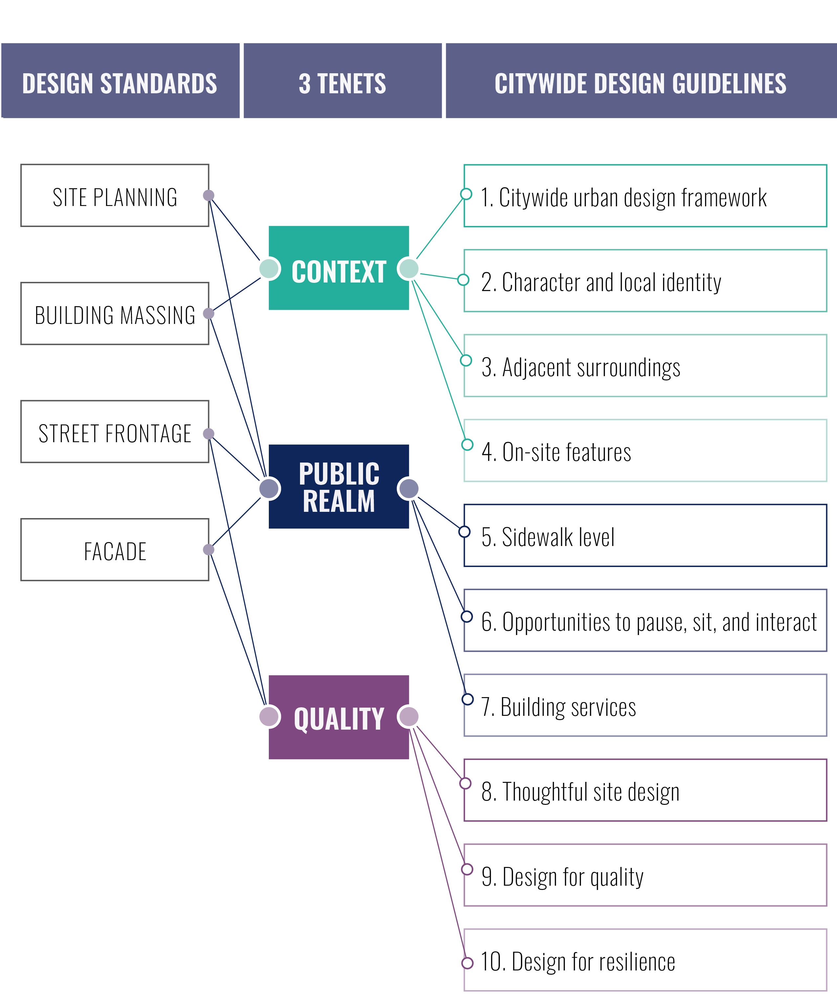 DESIGN STANDARDS
3 TENETS
CITYWIDE DESIGN GUIDELINES
SITE PLANNING
BUILDING MASSING
STREET FRONTAGE
FACADE
CONTEXT
PUBLIC
REALM
QUALITY
1. Citywide urban design framework
2. Character and local identity
3. Adjacent surroundings
4. On-site features
5. Sidewalk level
6. Opportunities to pause, sit, and interact
7. Building services
8. Thoughtful site design
9. Design for quality
10. Design for resilience